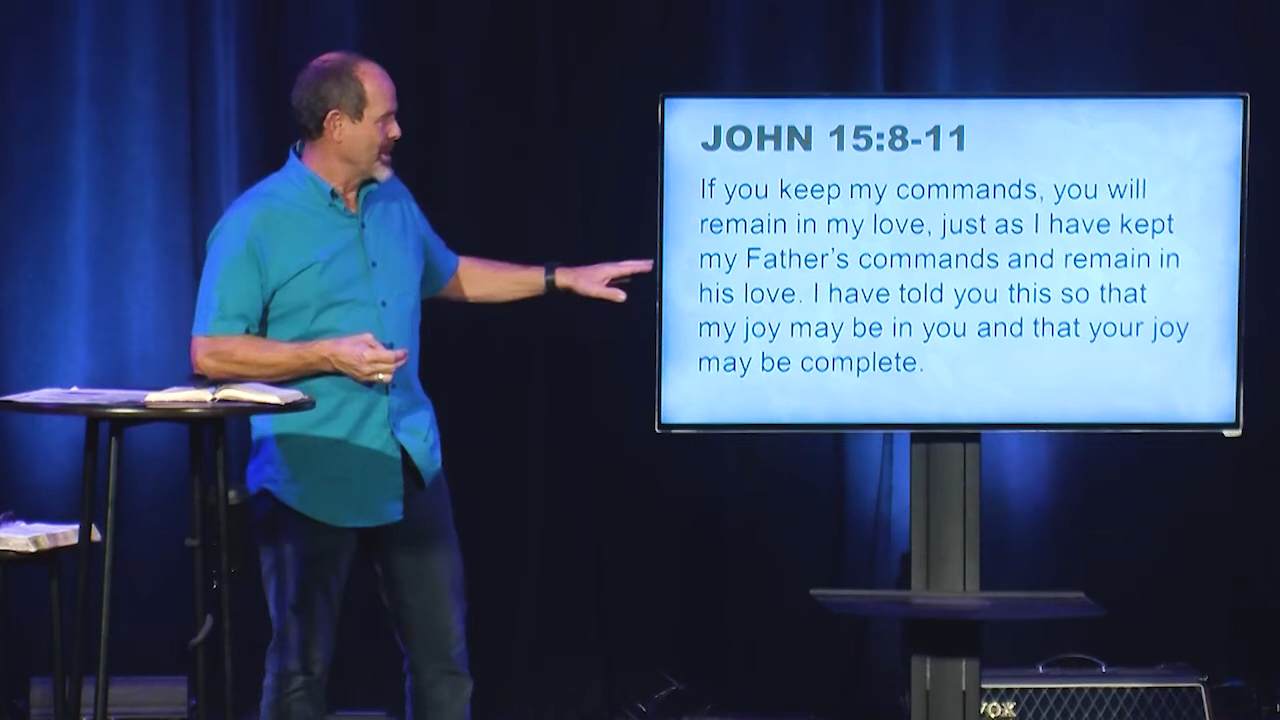 JOHN 15:8-11
If you keep my commands, you will
remain in my love, just as I have kept
my Father's commands and remain in
his love. I have told you this so that
my joy may be in you and that your joy
may be complete.
VOX